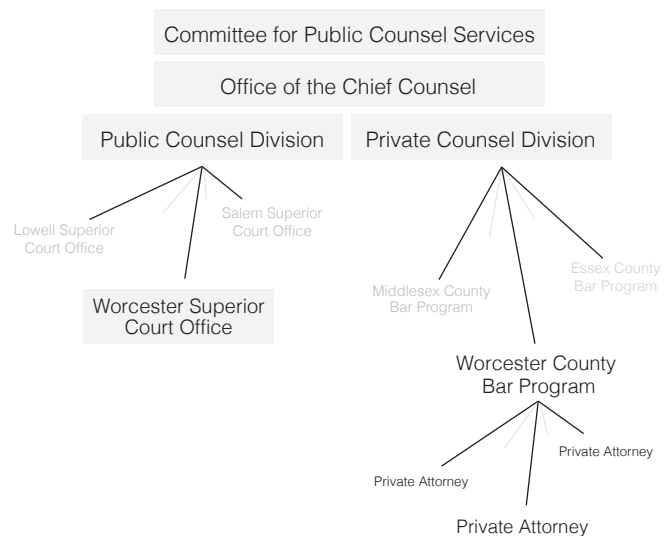 Committee for Public Counsel Services
Office of the Chief Counsel
Public Counsel Division
Private Counsel Division
Lowell Superior
Court Office
Salem Superior
Court Office
Worcester Superior
Court Office
Middlesex County
Bar Program
Essex County
Bar Program
Worcester County
Bar Program
Private Attorney
Private Attorney
Private Attorney